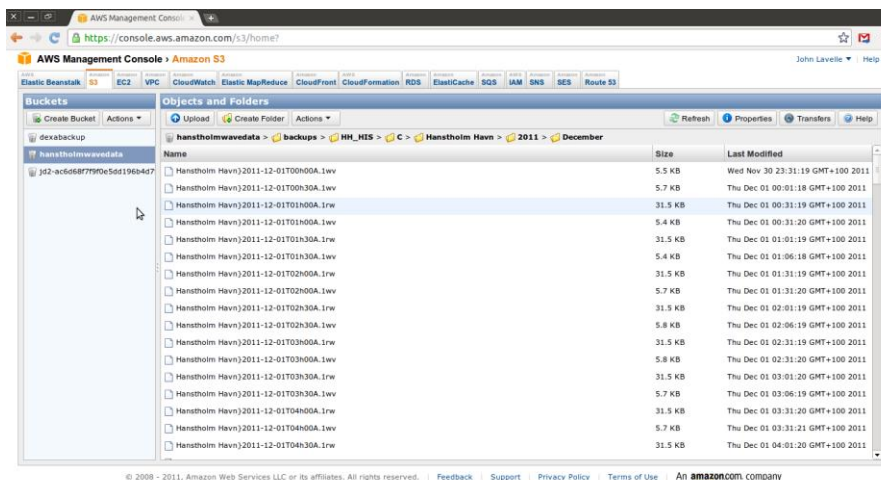 AWS Management Consol
https://console.aws.amazon.com/s3/home?
AWS Management Console › Amazon S3
John Lavelle ▼ | Help
Elastic Beanstalk S3 EC2 VPC CloudWatch Elastic MapReduce CloudFront CloudFormation RDS ElastiCache SQS IAM SNS SES Route 53
Buckets
Create Bucket Actions ▼
dexabackup
hanstholmwavedata
jd2-ac6d68f7f9f0e5dd196b4d7
Objects and Folders
Upload Create Folder Actions ▼ Refresh Properties Transfers Help
hanstholmwavedata > backups > HH_HIS > C > Hanstholm Havn > 2011 > December
Name Size Last Modified
Hanstholm Havn}2011-12-01T00h00A.1wv 5.5 KB Wed Nov 30 23:31:19 GMT+100 2011
Hanstholm Havn}2011-12-01T00h30A.1wv 5.7 KB Thu Dec 01 00:01:18 GMT+100 2011
Hanstholm Havn}2011-12-01T01h00A.1rw 31.5 KB Thu Dec 01 00:31:19 GMT+100 2011
Hanstholm Havn}2011-12-01T01h00A.1wv 5.4 KB Thu Dec 01 00:31:20 GMT+100 2011
Hanstholm Havn}2011-12-01T01h30A.1rw 31.5 KB Thu Dec 01 01:01:19 GMT+100 2011
Hanstholm Havn}2011-12-01T01h30A.1wv 5.4 KB Thu Dec 01 01:06:18 GMT+100 2011
Hanstholm Havn}2011-12-01T02h00A.1rw 31.5 KB Thu Dec 01 01:31:19 GMT+100 2011
Hanstholm Havn}2011-12-01T02h00A.1wv 5.7 KB Thu Dec 01 01:31:20 GMT+100 2011
Hanstholm Havn}2011-12-01T02h30A.1rw 31.5 KB Thu Dec 01 02:01:19 GMT+100 2011
Hanstholm Havn}2011-12-01T02h30A.1wv 5.8 KB Thu Dec 01 02:06:19 GMT+100 2011
Hanstholm Havn}2011-12-01T03h00A.1rw 31.5 KB Thu Dec 01 02:31:19 GMT+100 2011
Hanstholm Havn}2011-12-01T03h00A.1wv 5.8 KB Thu Dec 01 02:31:20 GMT+100 2011
Hanstholm Havn}2011-12-01T03h30A.1rw 31.5 KB Thu Dec 01 03:01:20 GMT+100 2011
Hanstholm Havn}2011-12-01T03h30A.1wv 5.7 KB Thu Dec 01 03:06:19 GMT+100 2011
Hanstholm Havn}2011-12-01T04h00A.1rw 31.5 KB Thu Dec 01 03:31:20 GMT+100 2011
Hanstholm Havn}2011-12-01T04h00A.1wv 5.7 KB Thu Dec 01 03:31:21 GMT+100 2011
Hanstholm Havn}2011-12-01T04h30A.1rw 31.5 KB Thu Dec 01 04:01:20 GMT+100 2011
© 2008 - 2011, Amazon Web Services LLC or its affiliates. All rights reserved. | Feedback | Support | Privacy Policy | Terms of Use | An amazon.com. company